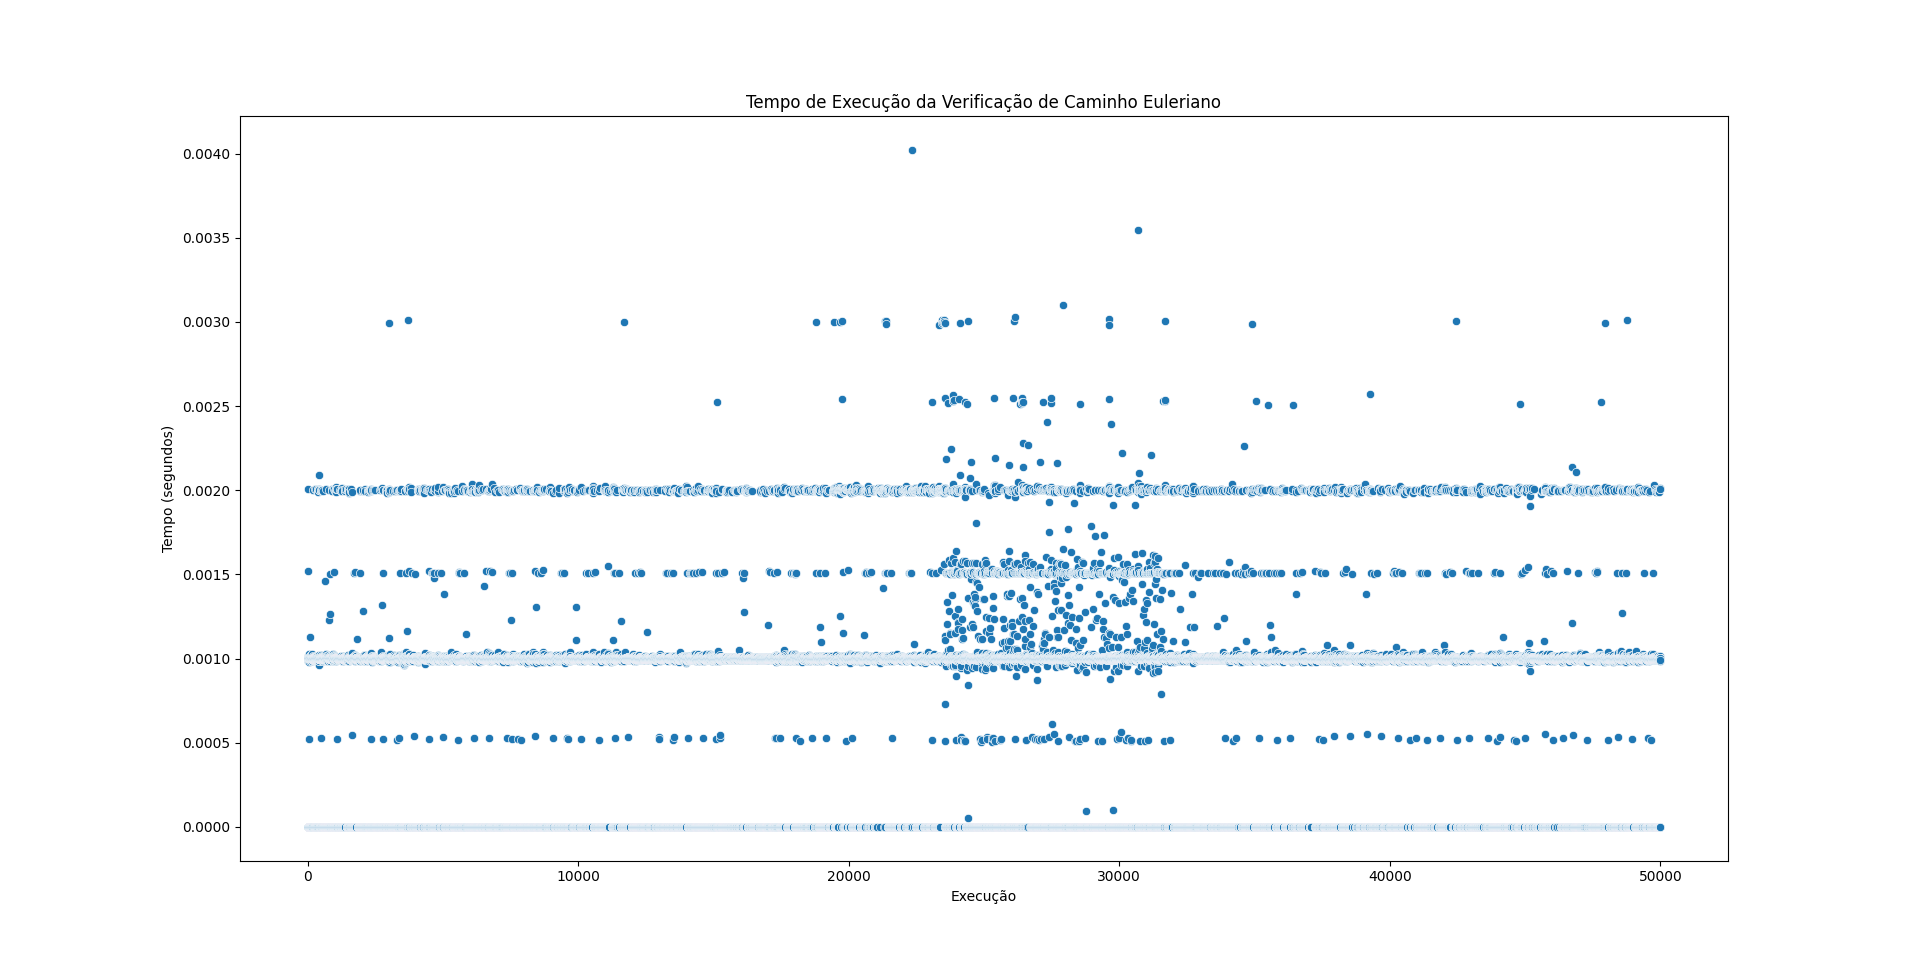 Tempo de Execução da Verificação de Caminho Euleriano
0.0040
0.0035
0.0030
0.0025
0.0020
0.0015
0.0010
0.0005
0.0000
Tempo (segundos)
0 10000 20000 30000 40000 50000
Execução